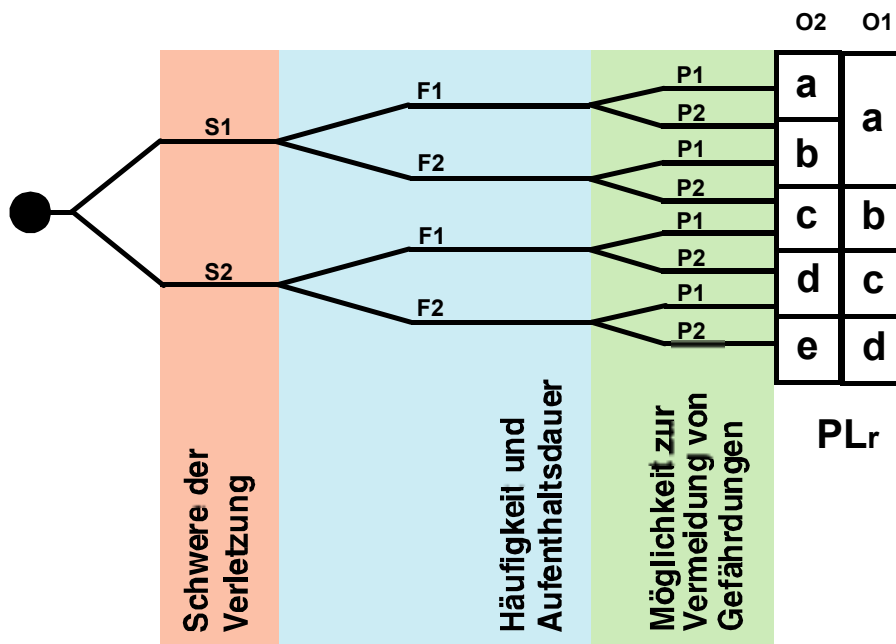 O2 O1
P1
F1
a
P2
a
S1
P1
b
F2
P2
P1
c
b
F1
P2
S2
d
c
P1
F2
P2
e
d
PLr
Schwere der
Verletzung
Häufigkeit und
Aufenthaltsdauer
Möglichkeit zur
Vermeidung von
Gefährdungen